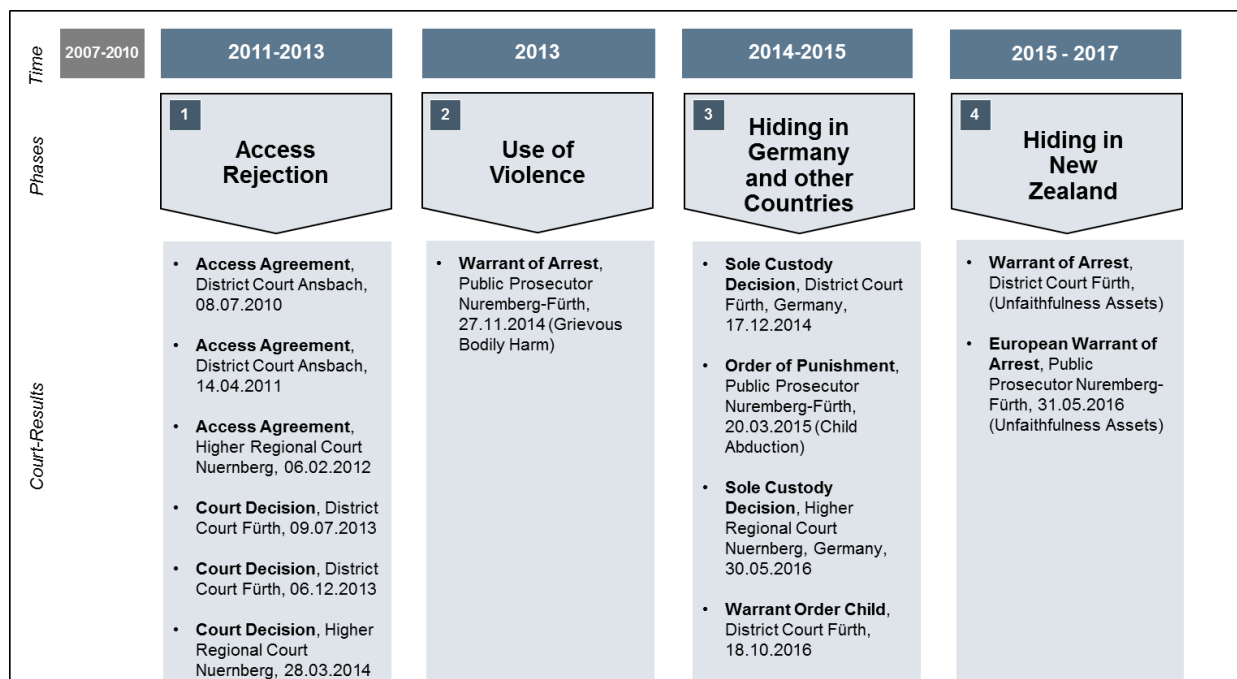 Time
2007-2010
2011-2013
2013
2014-2015
2015 - 2017
Phases
1
Access
Rejection
2
Use of
Violence
3
Hiding in
Germany
and other
Countries
4
Hiding in
New
Zealand
Court-Results
• Access Agreement,
District Court Ansbach,
08.07.2010
• Access Agreement,
District Court Ansbach,
14.04.2011
• Access Agreement,
Higher Regional Court
Nuernberg, 06.02.2012
• Court Decision, District
Court Fürth, 09.07.2013
• Court Decision, District
Court Fürth, 06.12.2013
• Court Decision, Higher
Regional Court
Nuernberg, 28.03.2014
• Warrant of Arrest,
Public Prosecutor
Nuremberg-Fürth,
27.11.2014 (Grievous
Bodily Harm)
• Sole Custody
Decision, District Court
Fürth, Germany,
17.12.2014
• Order of Punishment,
Public Prosecutor
Nuremberg-Fürth,
20.03.2015 (Child
Abduction)
• Sole Custody
Decision, Higher
Regional Court
Nuernberg, Germany,
30.05.2016
• Warrant Order Child,
District Court Fürth,
18.10.2016
• Warrant of Arrest,
District Court Fürth,
(Unfaithfulness Assets)
• European Warrant of
Arrest, Public
Prosecutor Nuremberg-
Fürth, 31.05.2016
(Unfaithfulness Assets)